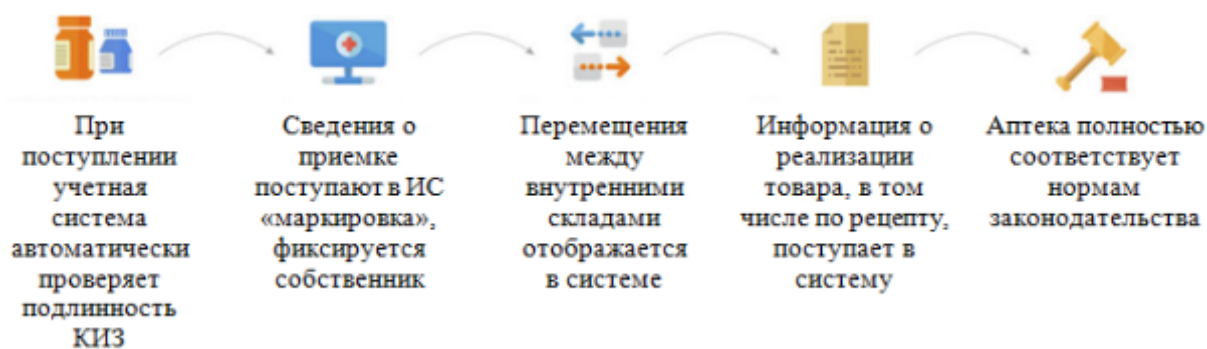 При
поступлении
учетная
система
автоматически
проверяет
подлинность
КИЗ
Сведения о
приемке
поступают в ИС
«маркировка»,
фиксируется
собственник
Перемещения
между
внутренними
складами
отображается
в системе
Информация о
реализации
товара, в том
числе по рецепту,
поступает в
систему
Аптека полностью
соответствует
нормам
законодательства